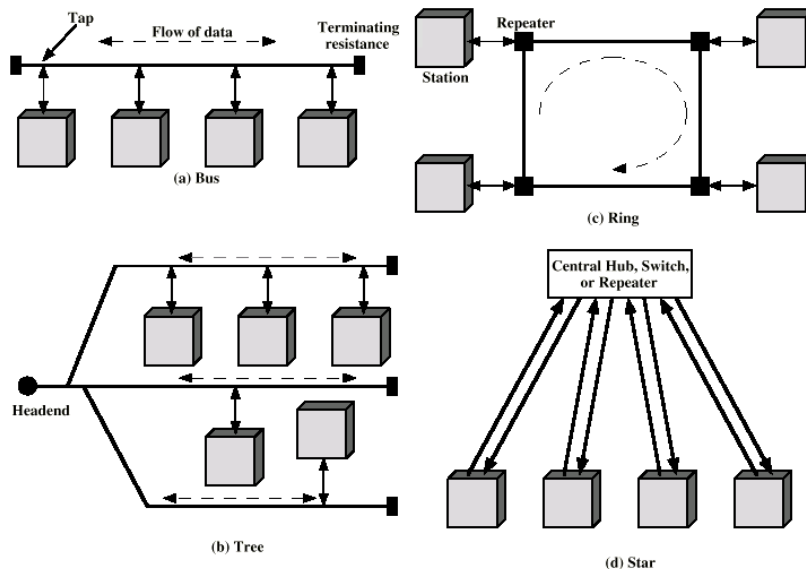 Tap
Flow of data
Terminating
resistance
(a) Bus
Repeater
Station
(c) Ring
Headend
(b) Tree
Central Hub, Switch,
or Repeater
(d) Star